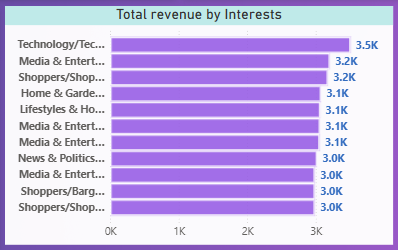 Total revenue by Interests
Technology/Tec... 3.5K
Media & Entert... 3.2K
Shoppers/Shop... 3.2K
Home & Garde... 3.1K
Lifestyles & Ho... 3.1K
Media & Entert... 3.1K
Media & Entert... 3.1K
News & Politics... 3.0K
Media & Entert... 3.0K
Shoppers/Barg... 3.0K
Shoppers/Shop... 3.0K
0K 1K 2K 3K